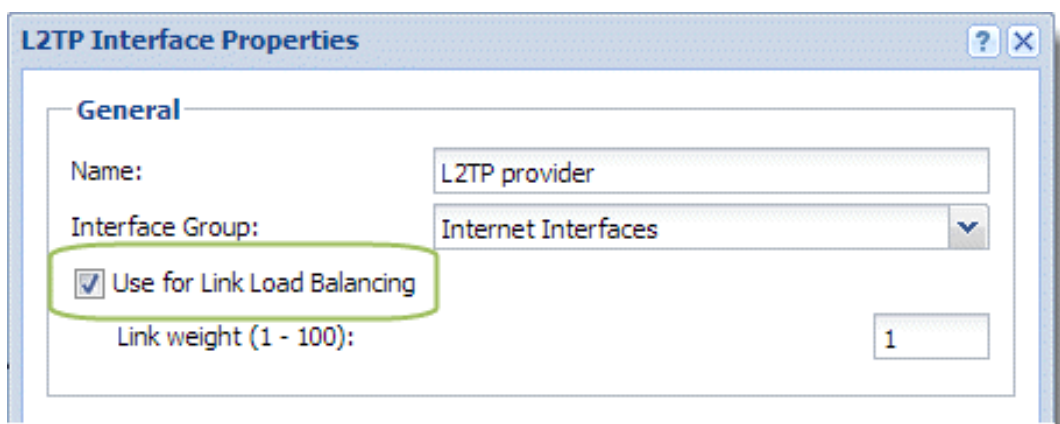 L2TP Interface Properties
General
Name: L2TP provider
Interface Group: Internet Interfaces
Use for Link Load Balancing
Link weight (1 - 100): 1